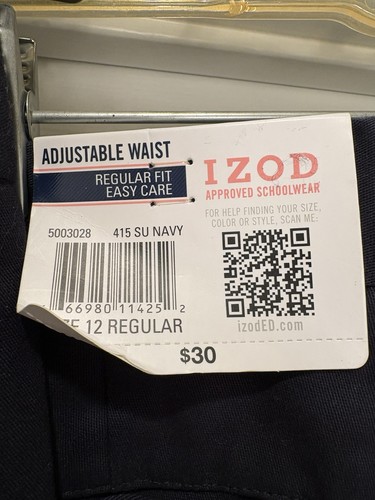 ADJUSTABLE WAIST
REGULAR FIT
EASY CARE
5003028 415 SU NAVY
66980 11425 2
12 REGULAR
IZOD
APPROVED SCHOOLWEAR
FOR HELP FINDING YOUR SIZE,
COLOR OR STYLE, SCAN ME:
izodED.com
$30